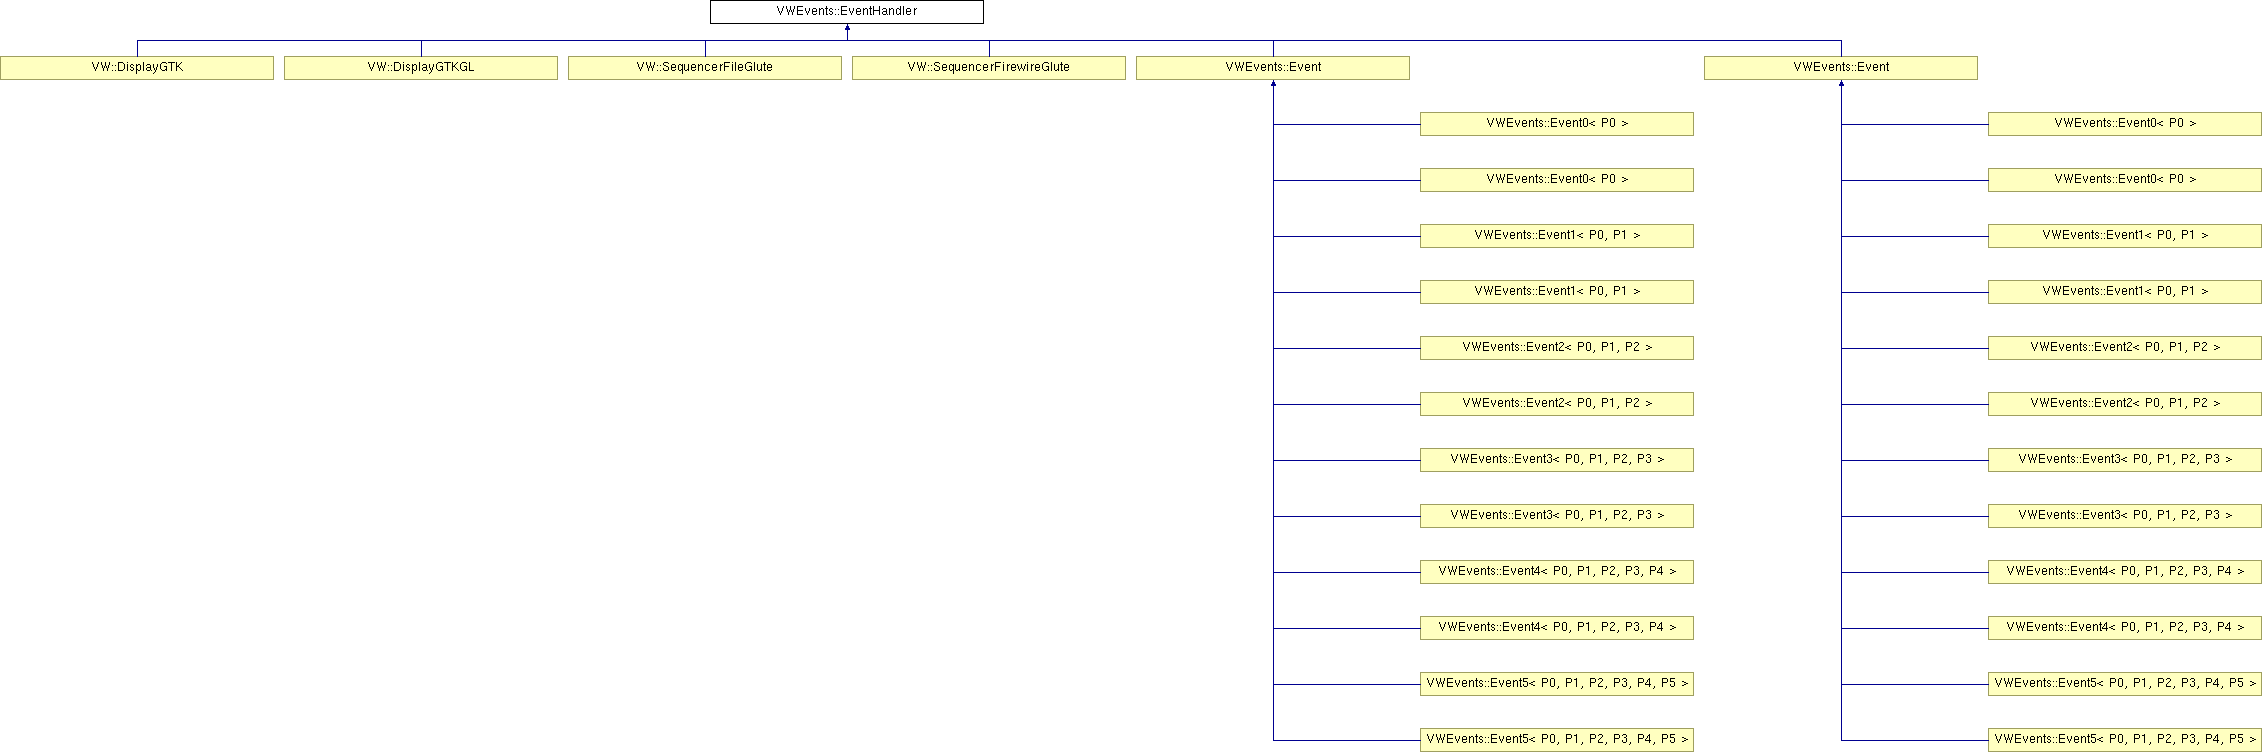 VWEvents::EventHandler
VW::DisplayGTK
VW::DisplayGTKGL
VW::SequencerFileGlute
VW::SequencerFirewireGlute
VWEvents::Event
VWEvents::Event
VWEvents::Event0< P0 >
VWEvents::Event0< P0 >
VWEvents::Event0< P0 >
VWEvents::Event0< P0 >
VWEvents::Event1< P0, P1 >
VWEvents::Event1< P0, P1 >
VWEvents::Event1< P0, P1 >
VWEvents::Event1< P0, P1 >
VWEvents::Event2< P0, P1, P2 >
VWEvents::Event2< P0, P1, P2 >
VWEvents::Event2< P0, P1, P2 >
VWEvents::Event2< P0, P1, P2 >
VWEvents::Event3< P0, P1, P2, P3 >
VWEvents::Event3< P0, P1, P2, P3 >
VWEvents::Event3< P0, P1, P2, P3 >
VWEvents::Event3< P0, P1, P2, P3 >
VWEvents::Event4< P0, P1, P2, P3, P4 >
VWEvents::Event4< P0, P1, P2, P3, P4 >
VWEvents::Event4< P0, P1, P2, P3, P4 >
VWEvents::Event4< P0, P1, P2, P3, P4 >
VWEvents::Event5< P0, P1, P2, P3, P4, P5 >
VWEvents::Event5< P0, P1, P2, P3, P4, P5 >
VWEvents::Event5< P0, P1, P2, P3, P4, P5 >
VWEvents::Event5< P0, P1, P2, P3, P4, P5 >